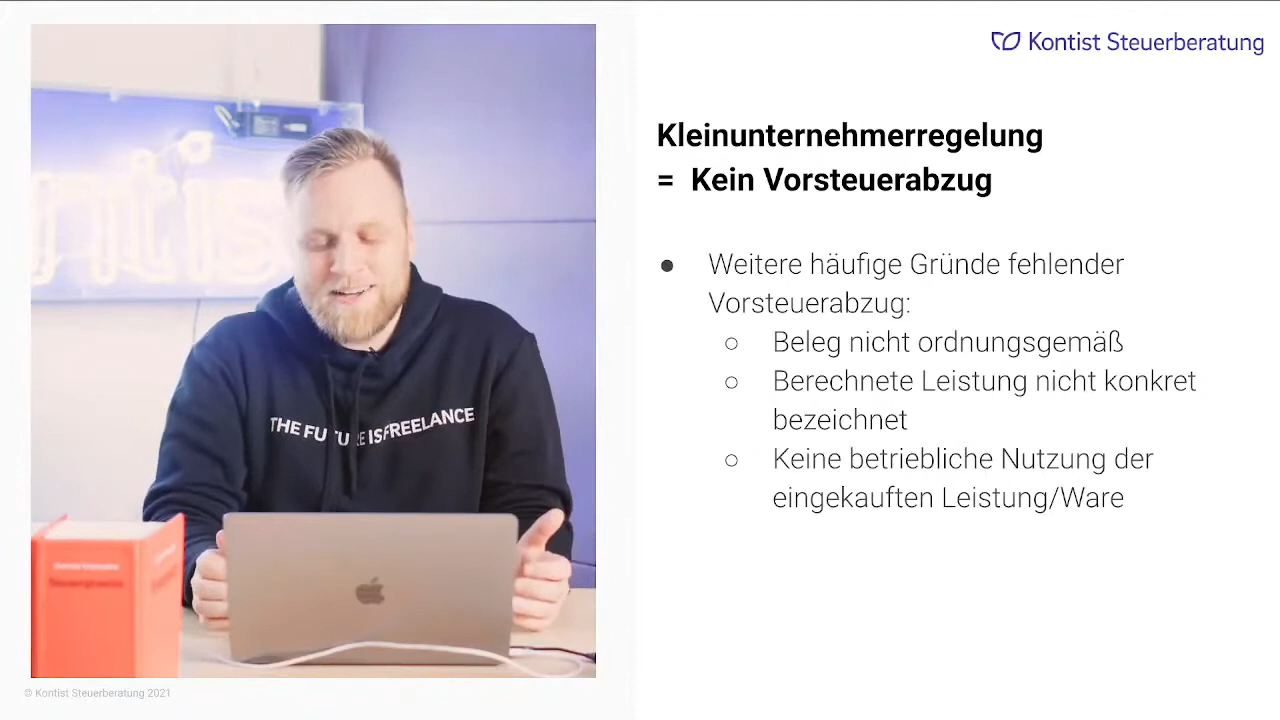 Kontist Steuerberatung
Kleinunternehmerregelung
= Kein Vorsteuerabzug
● Weitere häufige Gründe fehlender
Vorsteuerabzug:
○ Beleg nicht ordnungsgemäß
○ Berechnete Leistung nicht konkret
bezeichnet
○ Keine betriebliche Nutzung der
eingekauften Leistung/Ware
ntis
THE FUTURE IS FREELANCE
© Kontist Steuerberatung 2021